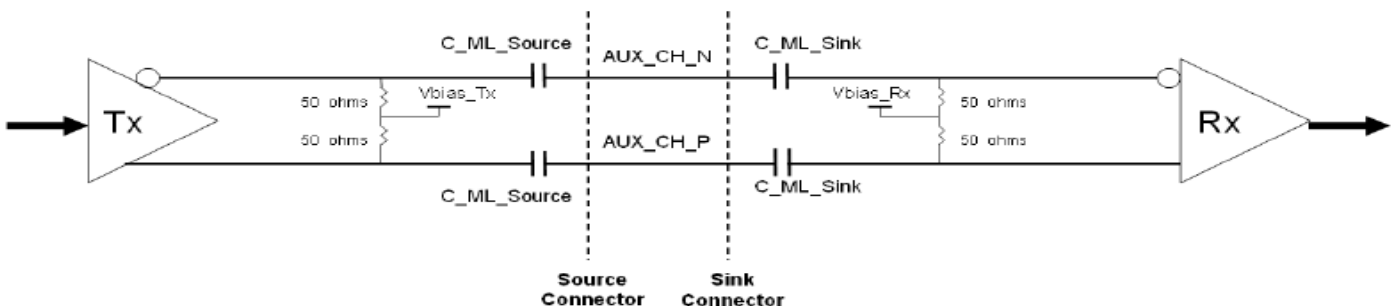 C_ML_Source
AUX_CH_N
C_ML_Sink
Vbias_Tx
Vbias_Rx
50 ohms
50 ohms
Tx
Rx
50 ohms
50 ohms
AUX_CH_P
C_ML_Source
C_ML_Sink
Source
Connector
Sink
Connector